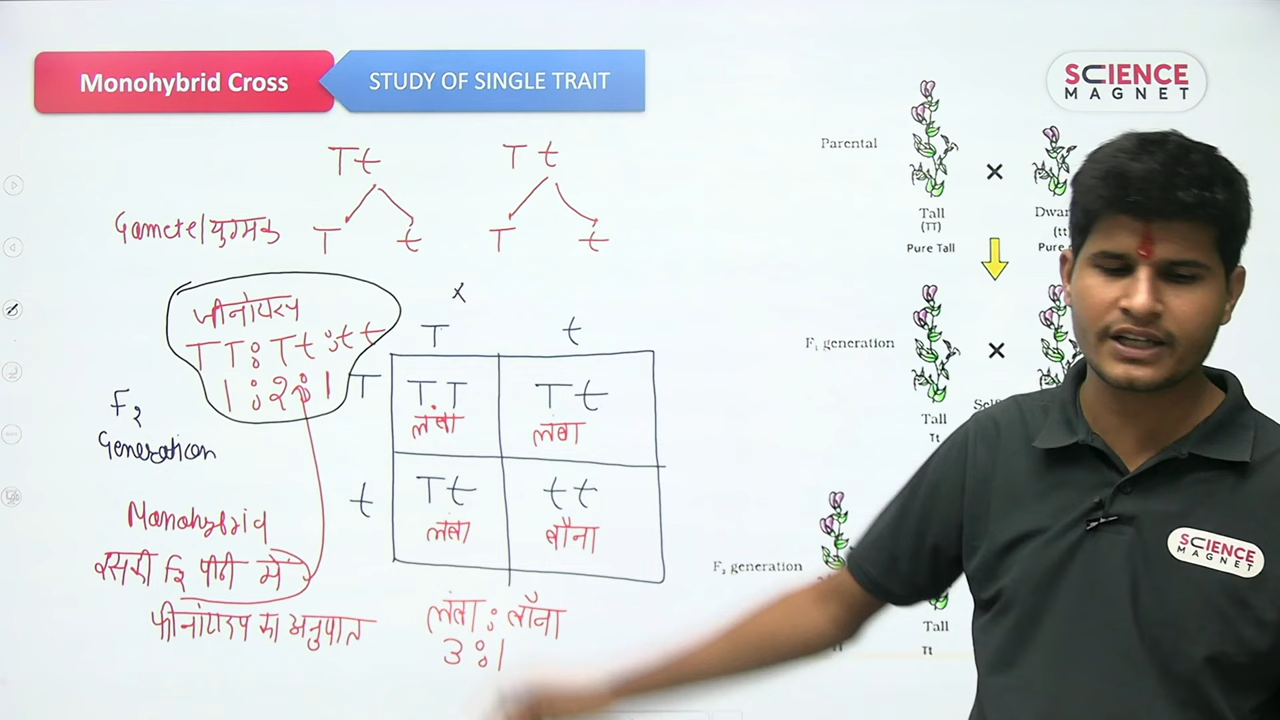 Monohybrid Cross
STUDY OF SINGLE TRAIT
SCIENCE
MAGNET
Tt Tt
Gamete/युग्मक T t T t
×
T t
T TT Tt
लंबा लंबा
t Tt tt
लंबा बौना
जीनोटाइप
TT : Tt : tt
1 : 2 : 1
F2
Generation
Monohybrid
इसकी F2 पीढी में
फीनोटाइप का अनुपात
लंबा : बौना
3 : 1
Parental
×
Tall
(TT)
Pure Tall
F₁ generation
×
Tall
Tt
F₂ generation
Tall
Tt
SCIENCE
MAGNET